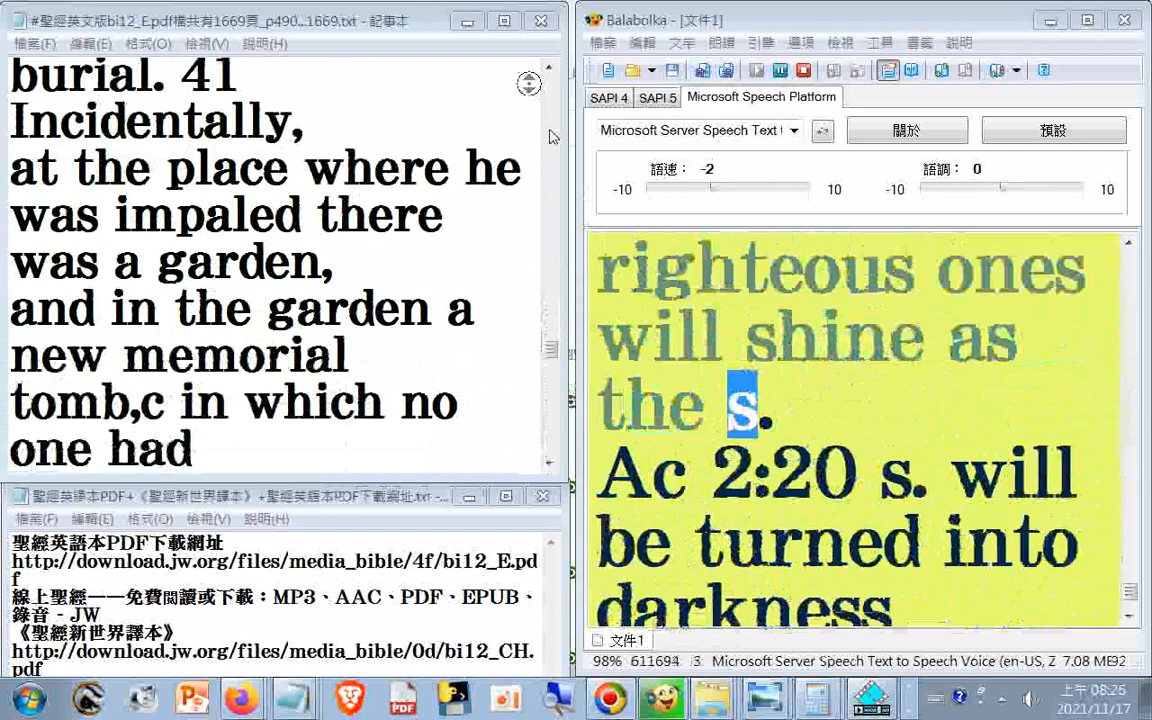 #聖經英文版bi12_E.pdf檔共有1669頁_p490...1669.txt - 記事本
檔案(F) 編輯(E) 格式(O) 檢視(V) 說明(H)
burial. 41
Incidentally,
at the place where he
was impaled there
was a garden,
and in the garden a
new memorial
tomb,c in which no
one had
聖經英語本PDF+《聖經新世界譯本》+聖經英語本PDF下載網址.txt -...
檔案(F) 編輯(E) 格式(O) 檢視(V) 說明(H)
聖經英語本PDF下載網址
http://download.jw.org/files/media_bible/4f/bi12_E.pd
f
線上聖經——免費閱讀或下載：MP3、AAC、PDF、EPUB、
錄音 - JW
《聖經新世界譯本》
http://download.jw.org/files/media_bible/0d/bi12_CH.
pdf
Balabolka - [文件1]
檔案 編輯 文字 朗讀 引擎 選項 檢視 工具 書籤 說明
SAPI 4 SAPI 5 Microsoft Speech Platform
Microsoft Server Speech Text 關於 預設
語速： -2 語調： 0
-10 10 -10 10
righteous ones
will shine as
the s.
Ac 2:20 s. will
be turned into
darkness
文件1
98% 611694 3 Microsoft Server Speech Text to Speech Voice (en-US, Z 7.08 ME92
上午 08:26
2021/11/17